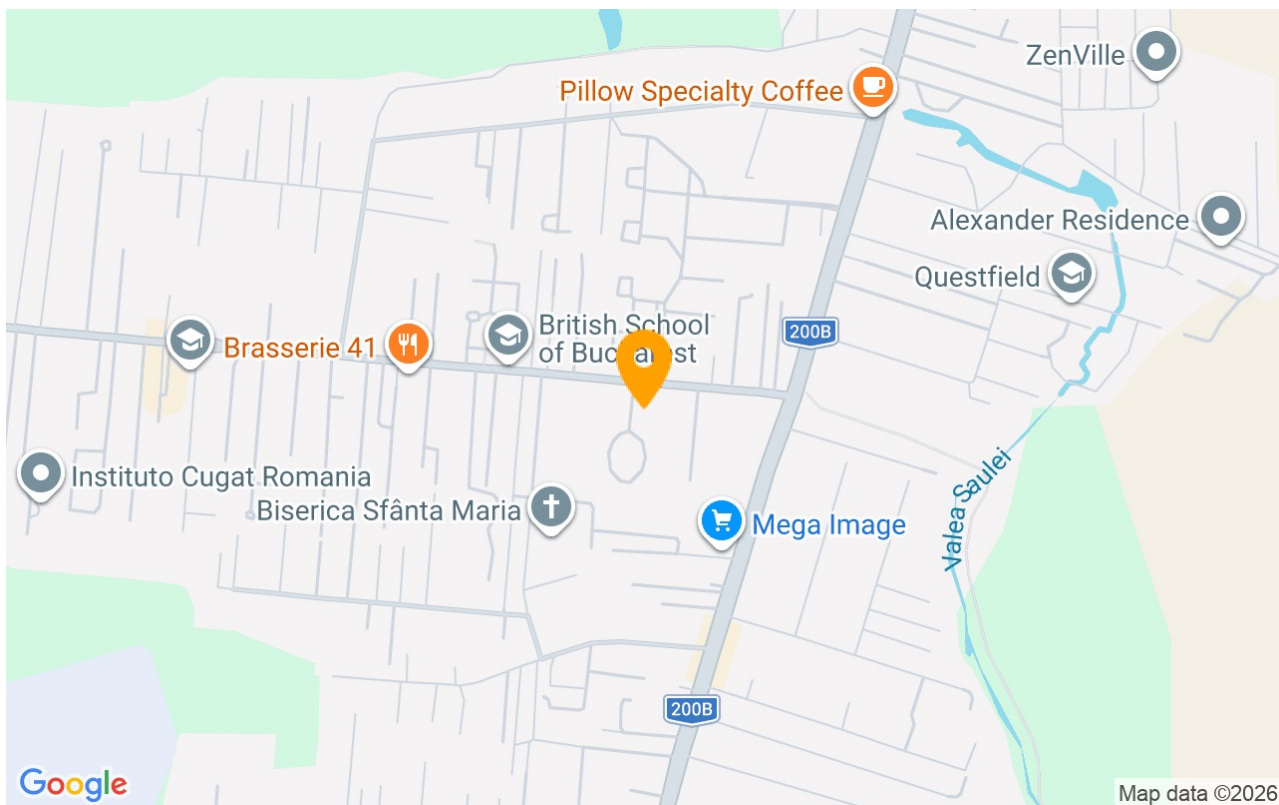 ZenVille
Pillow Specialty Coffee
Alexander Residence
Questfield
British School
of Bucharest
200B
Brasserie 41
Instituto Cugat Romania
Biserica Sfânta Maria
Mega Image
Valea Saulei
200B
Google
Map data ©2026